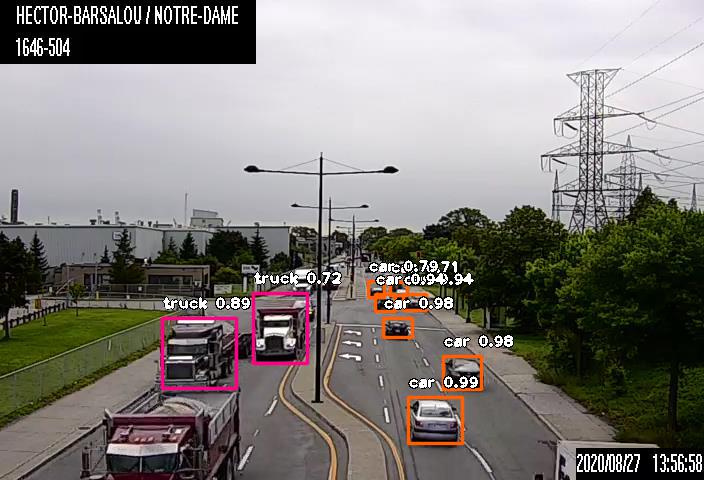 HECTOR-BARSALOU / NOTRE-DAME
1646-504
truck 0.72
car 0.98
truck 0.89
car 0.98
car 0.99
2020/08/27 13:56:58